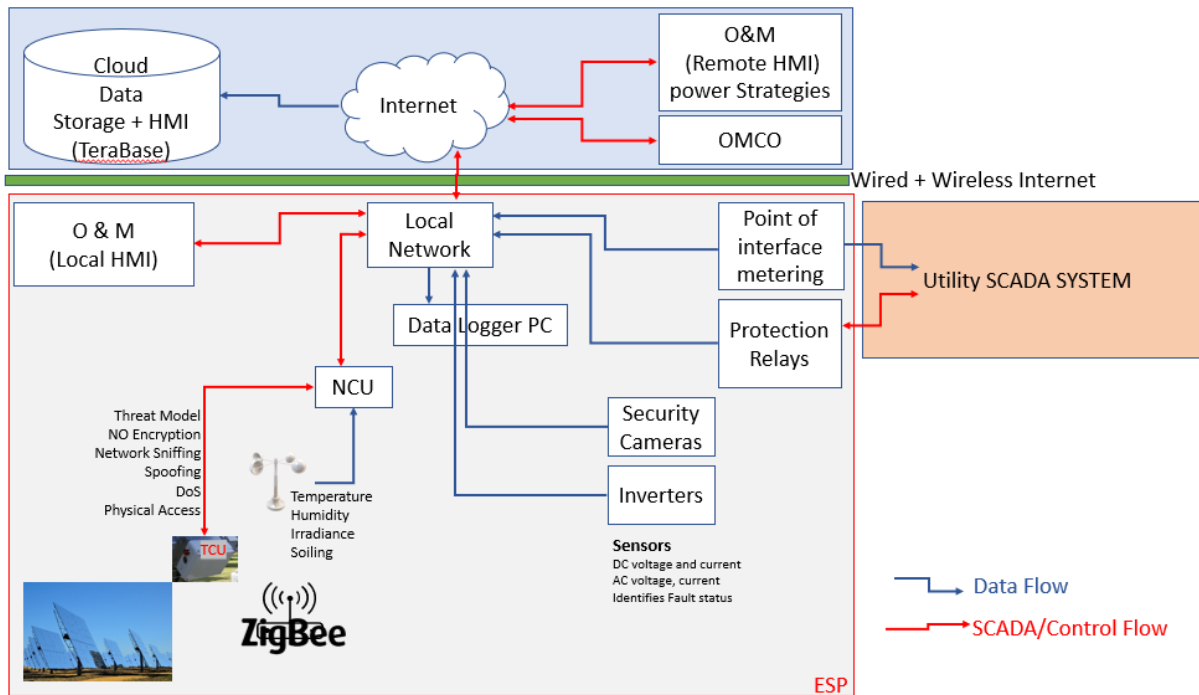 Cloud
Data
Storage + HMI
(TeraBase)
Internet
O&M
(Remote HMI)
power Strategies
OMCO
Wired + Wireless Internet
O & M
(Local HMI)
Local
Network
Point of
interface
metering
Utility SCADA SYSTEM
Data Logger PC
Protection
Relays
NCU
Threat Model
NO Encryption
Network Sniffing
Spoofing
DoS
Physical Access
Security
Cameras
Temperature
Humidity
Irradiance
Soiling
Inverters
TCU
Sensors
DC voltage and current
AC voltage, current
Identifies Fault status
ZigBee
Data Flow
SCADA/Control Flow
ESP